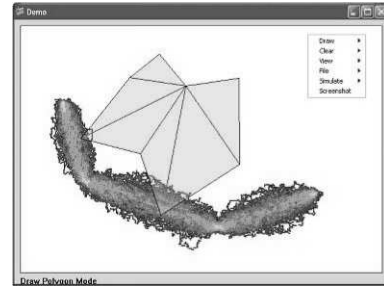 Demo
Draw
Clear
View
File
Simulate
Screenshot
Draw Polygon Mode